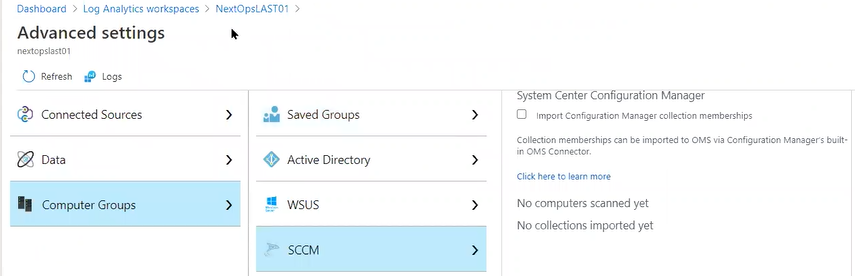 Dashboard > Log Analytics workspaces > NextOpsLAST01 >
Advanced settings
nextopslast01
Refresh Logs
Connected Sources
Data
Computer Groups
Saved Groups
Active Directory
WSUS
SCCM
System Center Configuration Manager
Import Configuration Manager collection memberships
Collection memberships can be imported to OMS via Configuration Manager's built-
in OMS Connector.
Click here to learn more
No computers scanned yet
No collections imported yet